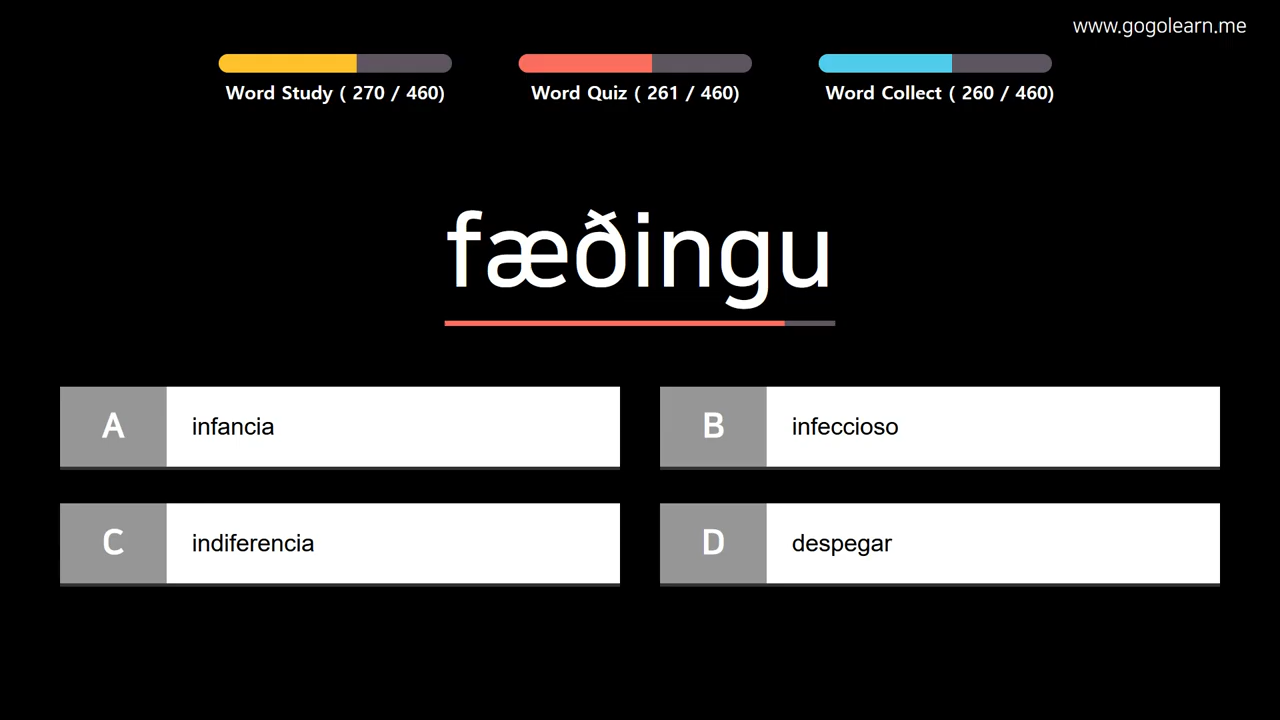 www.gogolearn.me
Word Study ( 270 / 460)
Word Quiz ( 261 / 460)
Word Collect ( 260 / 460)
fæðingu
A infancia
B infeccioso
C indiferencia
D despegar